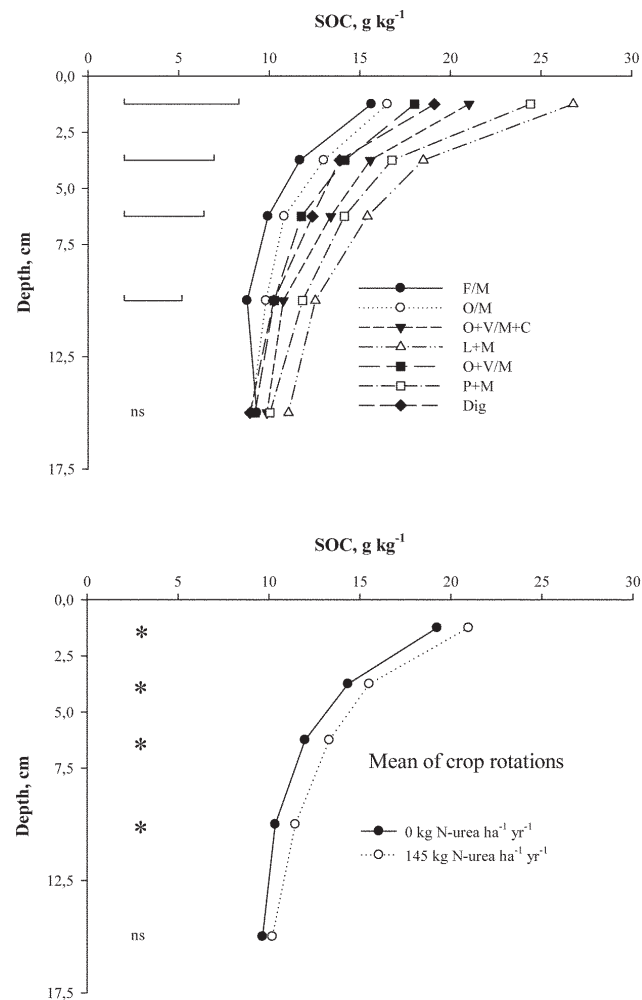 SOC, g kg-1
0 5 10 15 20 25 30
0,0
2,5
5,0
7,5
12,5
17,5
Depth, cm
ns
F/M
O/M
O+V/M+C
L+M
O+V/M
P+M
Dig
SOC, g kg-1
0 5 10 15 20 25 30
0,0
2,5
5,0
7,5
12,5
17,5
Depth, cm
*
*
*
*
ns
Mean of crop rotations
0 kg N-urea ha-1 yr-1
145 kg N-urea ha-1 yr-1